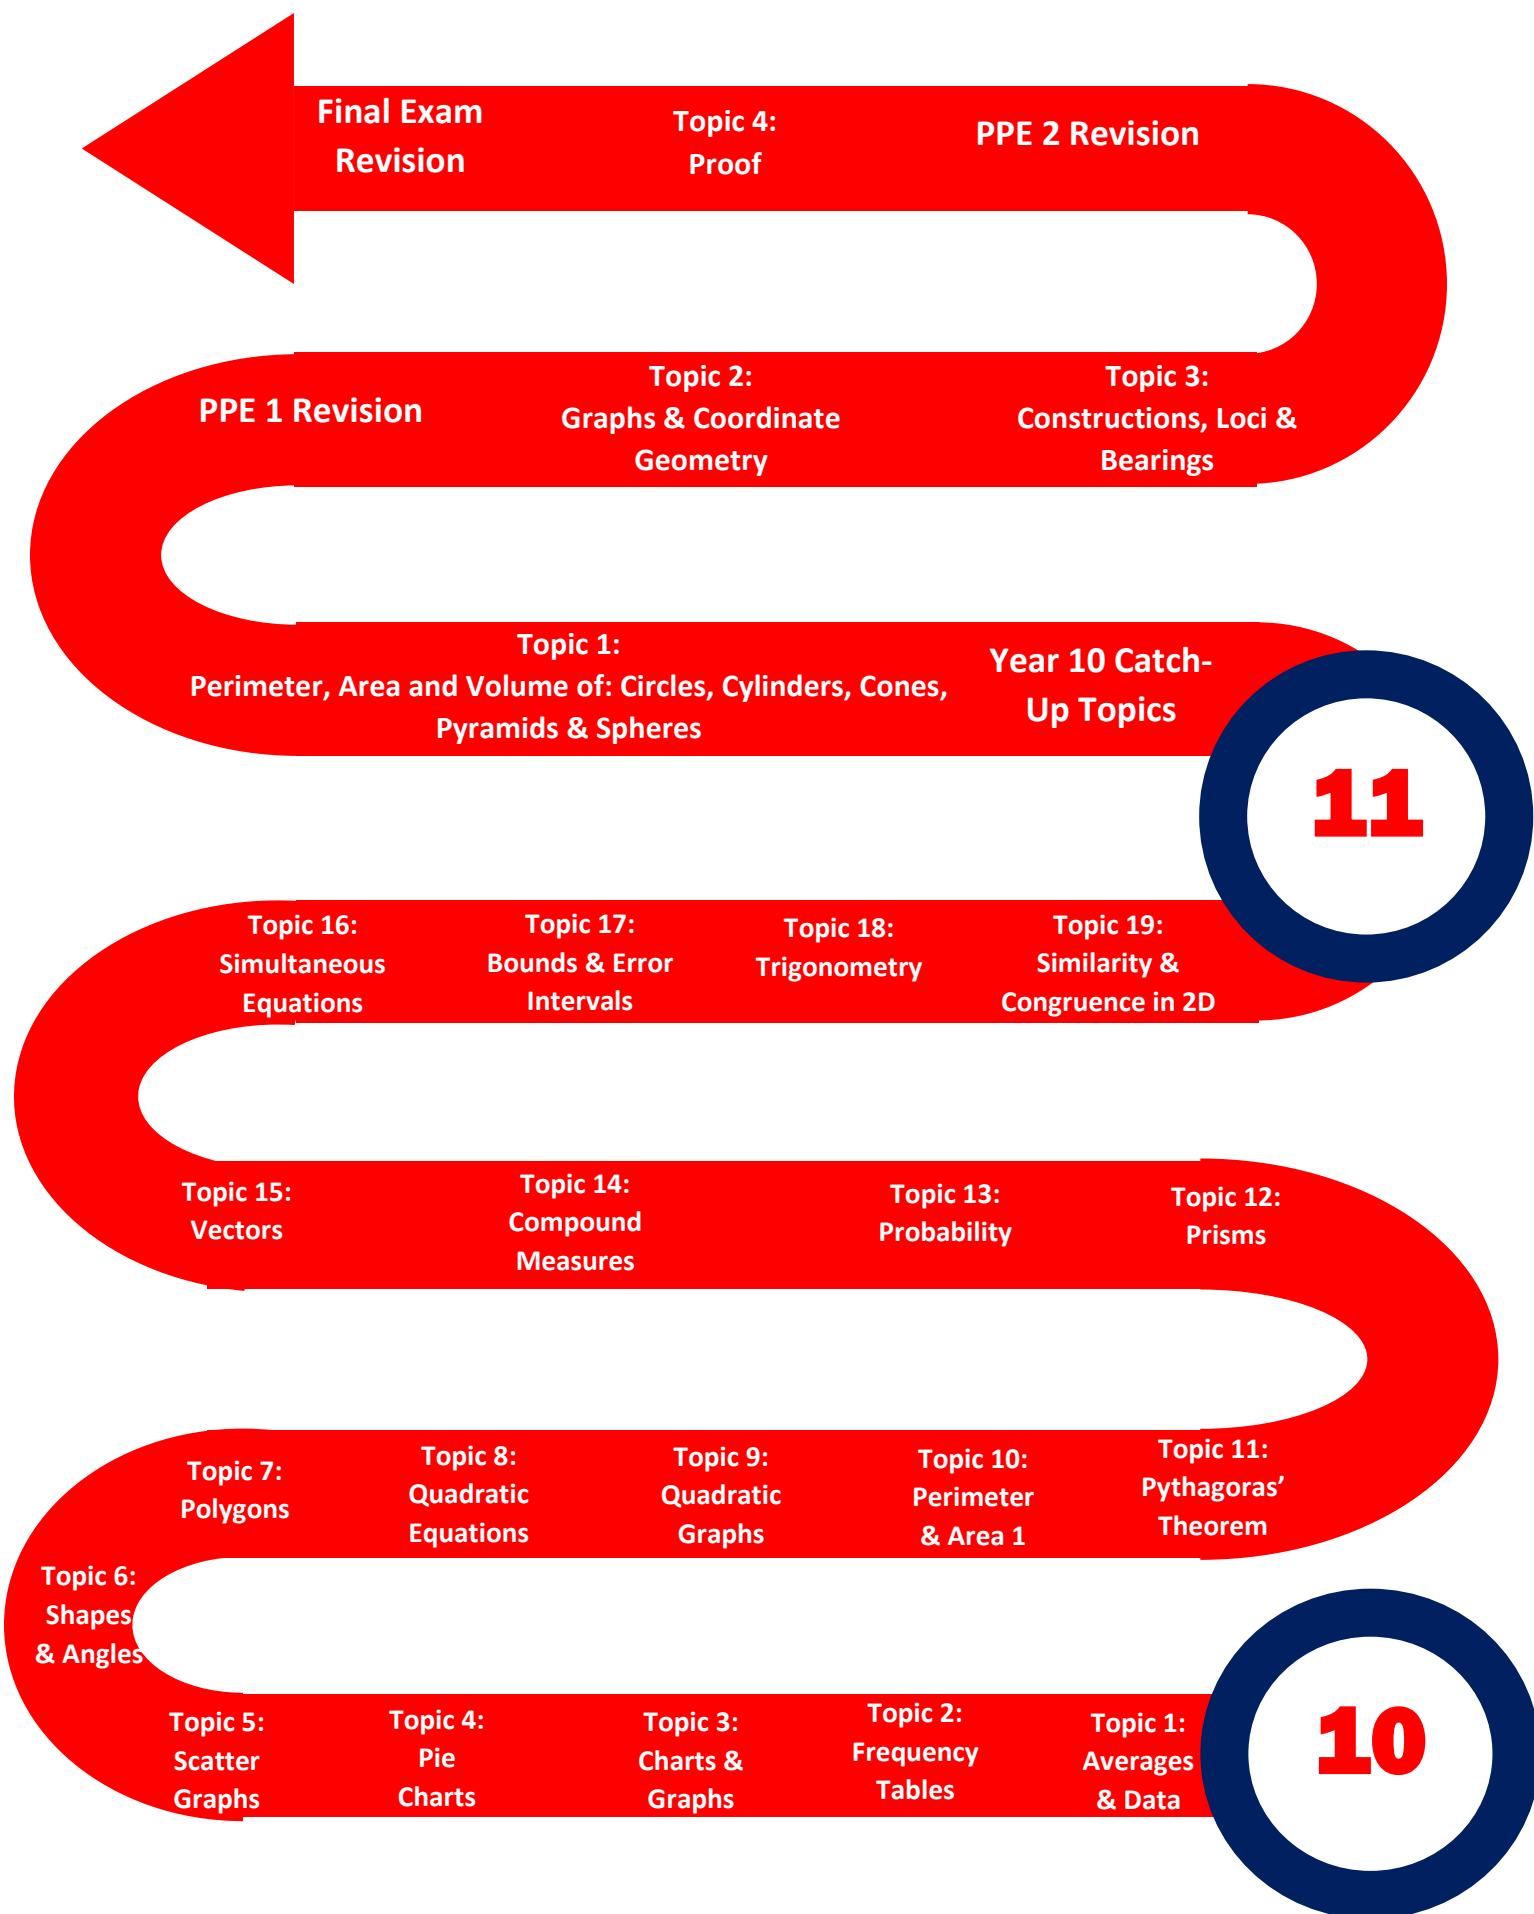 Final Exam
Revision
Topic 4:
Proof
PPE 2 Revision
PPE 1 Revision
Topic 2:
Graphs & Coordinate
Geometry
Topic 3:
Constructions, Loci &
Bearings
Topic 1:
Perimeter, Area and Volume of: Circles, Cylinders, Cones,
Pyramids & Spheres
Year 10 Catch-
Up Topics
11
Topic 16:
Simultaneous
Equations
Topic 17:
Bounds & Error
Intervals
Topic 18:
Trigonometry
Topic 19:
Similarity &
Congruence in 2D
Topic 15:
Vectors
Topic 14:
Compound
Measures
Topic 13:
Probability
Topic 12:
Prisms
Topic 7:
Polygons
Topic 8:
Quadratic
Equations
Topic 9:
Quadratic
Graphs
Topic 10:
Perimeter
& Area 1
Topic 11:
Pythagoras’
Theorem
Topic 6:
Shapes
& Angles
Topic 5:
Scatter
Graphs
Topic 4:
Pie
Charts
Topic 3:
Charts &
Graphs
Topic 2:
Frequency
Tables
Topic 1:
Averages
& Data
10